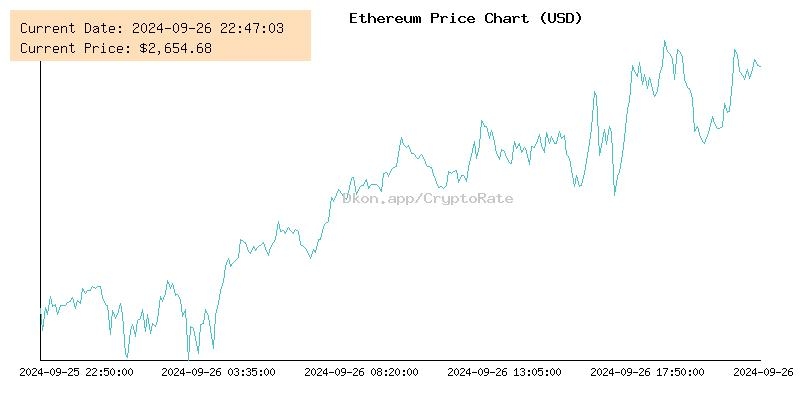 Ethereum Price Chart (USD)
Current Date: 2024-09-26 22:47:03
Current Price: $2,654.68
Dkon.app/CryptoRate
2024-09-25 22:50:00 2024-09-26 03:35:00 2024-09-26 08:20:00 2024-09-26 13:05:00 2024-09-26 17:50:00 2024-09-26